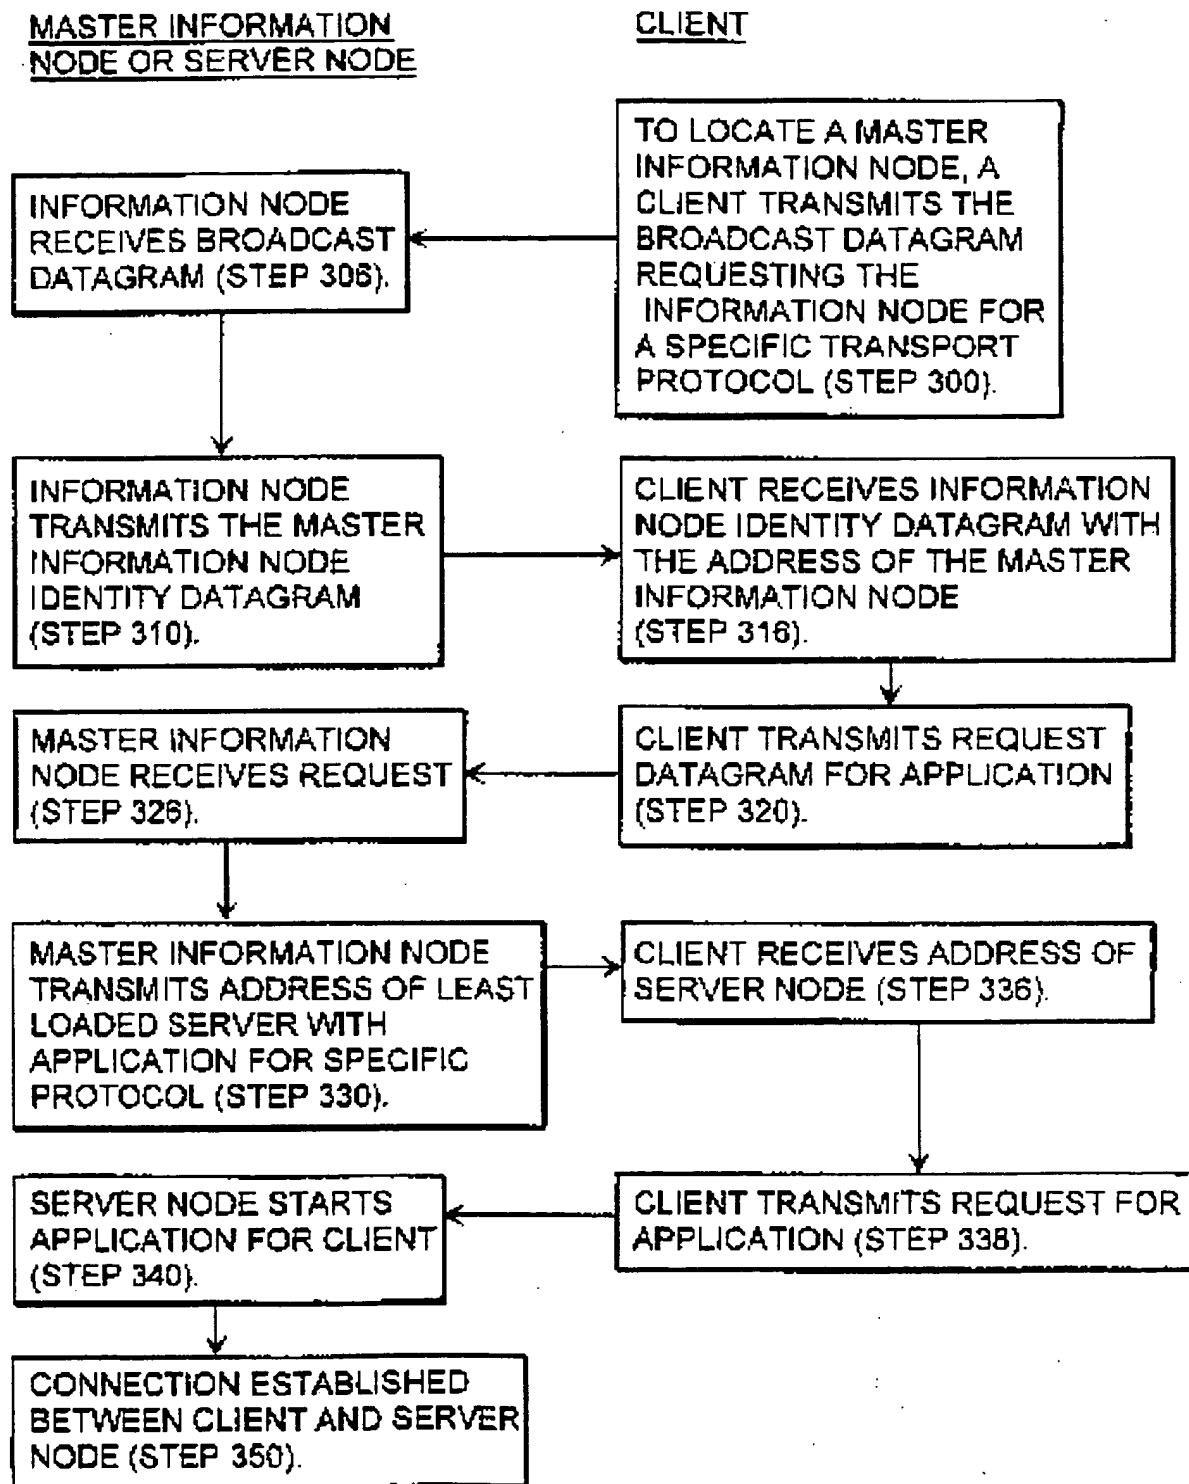 MASTER INFORMATION
NODE OR SERVER NODE
CLIENT
TO LOCATE A MASTER
INFORMATION NODE, A
CLIENT TRANSMITS THE
BROADCAST DATAGRAM
REQUESTING THE
INFORMATION NODE FOR
A SPECIFIC TRANSPORT
PROTOCOL (STEP 300).
INFORMATION NODE
RECEIVES BROADCAST
DATAGRAM (STEP 306).
INFORMATION NODE
TRANSMITS THE MASTER
INFORMATION NODE
IDENTITY DATAGRAM
(STEP 310).
CLIENT RECEIVES INFORMATION
NODE IDENTITY DATAGRAM WITH
THE ADDRESS OF THE MASTER
INFORMATION NODE
(STEP 316).
CLIENT TRANSMITS REQUEST
DATAGRAM FOR APPLICATION
(STEP 320).
MASTER INFORMATION
NODE RECEIVES REQUEST
(STEP 326).
MASTER INFORMATION NODE
TRANSMITS ADDRESS OF LEAST
LOADED SERVER WITH
APPLICATION FOR SPECIFIC
PROTOCOL (STEP 330).
CLIENT RECEIVES ADDRESS OF
SERVER NODE (STEP 336).
CLIENT TRANSMITS REQUEST FOR
APPLICATION (STEP 338).
SERVER NODE STARTS
APPLICATION FOR CLIENT
(STEP 340).
CONNECTION ESTABLISHED
BETWEEN CLIENT AND SERVER
NODE (STEP 350).